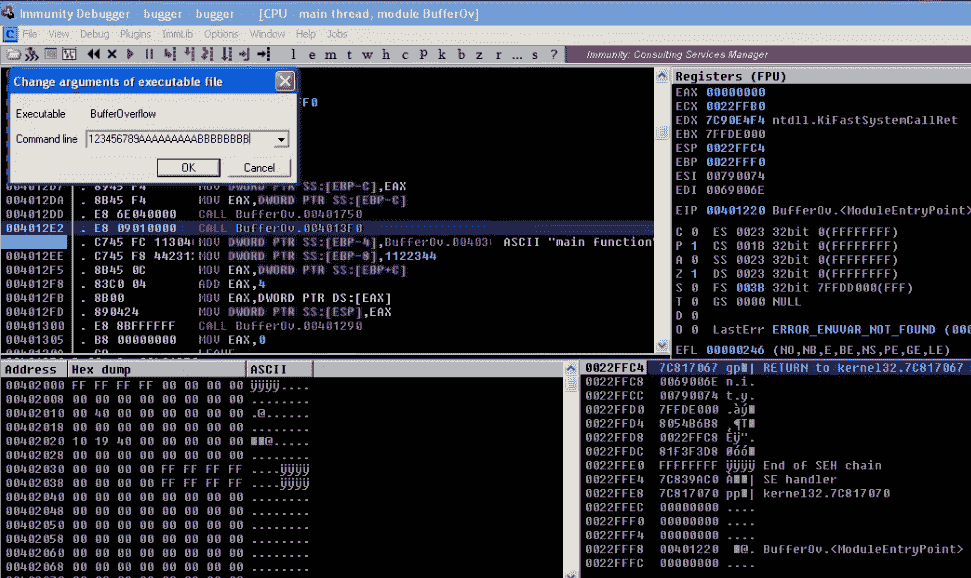 Immunity Debugger - bugger - bugger - [CPU - main thread, module BufferOv]
C File View Debug Plugins ImmLib Options Window Help Jobs
l e m t w h c P k b z r ... s ? Immunity: Consulting Services Manager
Change arguments of executable file
Executable BufferOverflow
Command line
OK Cancel
004012DA . 8B45 F4 MOV EAX,DWORD PTR SS:[EBP-C]
004012DD . E8 6E040000 CALL BufferOv.00401750
004012E2 . E8 09010000 CALL BufferOv.004013F0
. C745 FC 11304 MOV DWORD PTR SS:[EBP-4],BufferOv.00403 ASCII "main function"
004012EE . C745 F8 44231 MOV DWORD PTR SS:[EBP-8],1122344
004012F5 . 8B45 0C MOV EAX,DWORD PTR SS:[EBP+C]
004012F8 . 83C0 04 ADD EAX,4
004012FB . 8B00 MOV EAX,DWORD PTR DS:[EAX]
004012FD . 890424 MOV DWORD PTR SS:[ESP],EAX
00401300 . E8 8BFFFFFF CALL BufferOv.00401290
00401305 . B8 00000000 MOV EAX,0
Registers (FPU)
EAX 00000000
ECX 0022FFB0
EDX 7C90E4F4 ntdll.KiFastSystemCallRet
EBX 7FFDE000
ESP 0022FFC4
EBP 0022FFF0
ESI 00790074
EDI 0069006E
EIP 00401220 BufferOv.<ModuleEntryPoint>
C 0 ES 0023 32bit 0(FFFFFFFF)
P 1 CS 001B 32bit 0(FFFFFFFF)
A 0 SS 0023 32bit 0(FFFFFFFF)
Z 1 DS 0023 32bit 0(FFFFFFFF)
S 0 FS 003B 32bit 7FFDD000(FFF)
T 0 GS 0000 NULL
D 0
O 0 LastErr ERROR_ENVVAR_NOT_FOUND (000
EFL 00000246 (NO,NB,E,BE,NS,PE,GE,LE)
Address Hex dump ASCII
00402000 FF FF FF FF 00 00 00 00 ÿÿÿÿ....
00402008 00 00 00 00 00 00 00 00 ........
00402010 00 40 00 00 00 00 00 00 .@......
00402018 00 00 00 00 00 00 00 00 ........
00402020 10 19 40 00 00 00 00 00
00402028 00 00 00 00 00 00 00 00 ........
00402030 00 00 00 00 FF FF FF FF ....ÿÿÿÿ
00402038 00 00 00 00 FF FF FF FF ....ÿÿÿÿ
00402040 00 00 00 00 00 00 00 00 ........
00402048 00 00 00 00 00 00 00 00 ........
00402050 00 00 00 00 00 00 00 00 ........
00402058 00 00 00 00 00 00 00 00 ........
00402060 00 00 00 00 00 00 00 00 ........
00402068 00 00 00 00 00 00 00 00 ........
0022FFC4 7C817067 RETURN to kernel32.7C817067
0022FFC8 0069006E n.i.
0022FFCC 00790074 t.y.
0022FFD0 7FFDE000
0022FFD4 8054B6B8
0022FFD8 0022FFC8 Èÿ".
0022FFDC 81F3F3D8
0022FFE0 FFFFFFFF ÿÿÿÿ End of SEH chain
0022FFE4 7C839AC0 SE handler
0022FFE8 7C817070 kernel32.7C817070
0022FFEC 00000000 ....
0022FFF0 00000000 ....
0022FFF4 00000000 ....
0022FFF8 00401220 BufferOv.<ModuleEntryPoint>
0022FFFC 00000000 ....